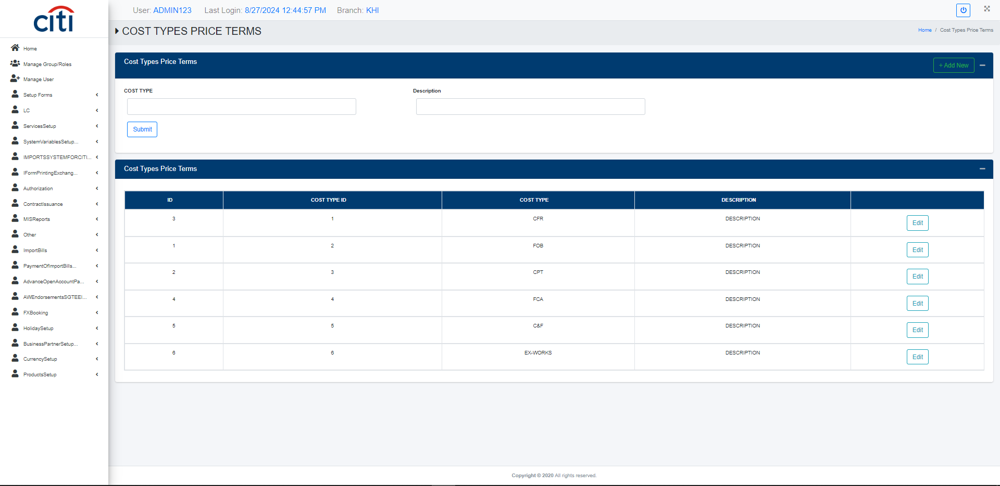 citi
User: ADMIN123 Last Login: 8/27/2024 12:44:57 PM Branch: KHI
COST TYPES PRICE TERMS
Home / Cost Types Price Terms
Home
Manage Group/Roles
Manage User
Setup Forms
LC
ServicesSetup
SystemVariablesSetup...
IMPORTSSYSTEMFORCITI...
IFormPrintingExchang...
Authorization
ContractIssuance
MISReports
Other
ImportBills
PaymentOfImportBills...
AdvanceOpenAccountPa...
AWEndorsementsSGTEEI...
FXBooking
HolidaySetup
BusinessPartnerSetup...
CurrencySetup
ProductsSetup
Cost Types Price Terms
+ Add New
COST TYPE Description
Submit
Cost Types Price Terms
ID COST TYPE ID COST TYPE DESCRIPTION
3 1 CFR DESCRIPTION Edit
1 2 FOB DESCRIPTION Edit
2 3 CPT DESCRIPTION Edit
4 4 FCA DESCRIPTION Edit
5 5 C&F DESCRIPTION Edit
6 6 EX-WORKS DESCRIPTION Edit
Copyright © 2020 All rights reserved.